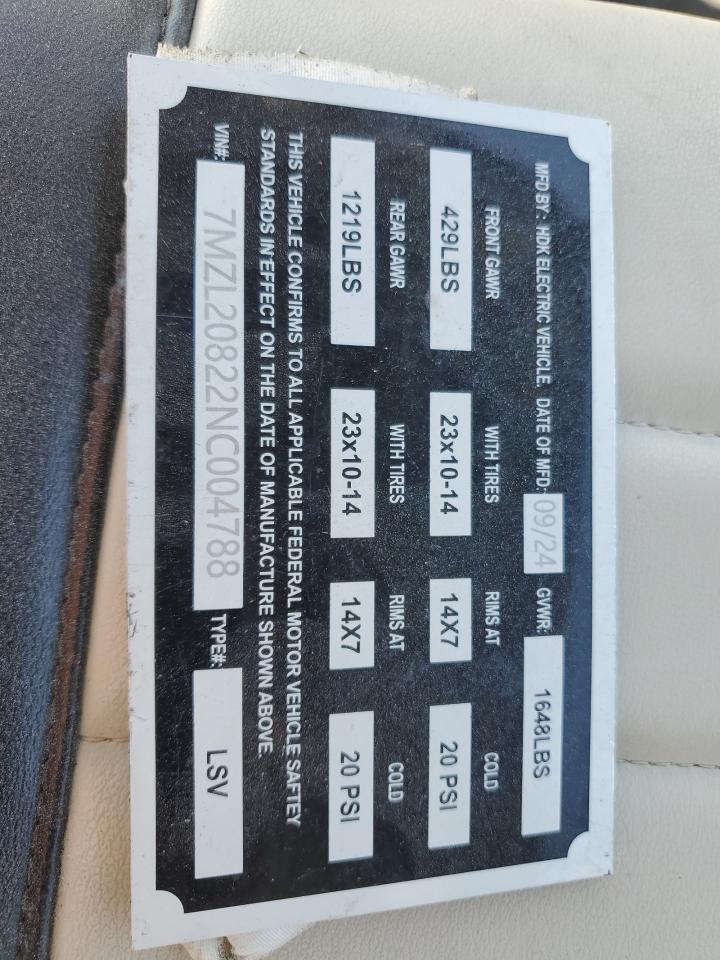 MFD BY: HDK ELECTRIC VEHICLE. DATE OF MFD: 09/24 GVWR: 1648LBS
FRONT GAWR WITH TIRES RIMS AT COLD
429LBS 23x10-14 14X7 20 PSI
REAR GAWR WITH TIRES RIMS AT COLD
1219LBS 23x10-14 14X7 20 PSI
THIS VEHICLE CONFIRMS TO ALL APPLICABLE FEDERAL MOTOR VEHICLE SAFTEY
STANDARDS IN EFFECT ON THE DATE OF MANUFACTURE SHOWN ABOVE.
VIN#: 7MZL20822NC004788 TYPE#: LSV